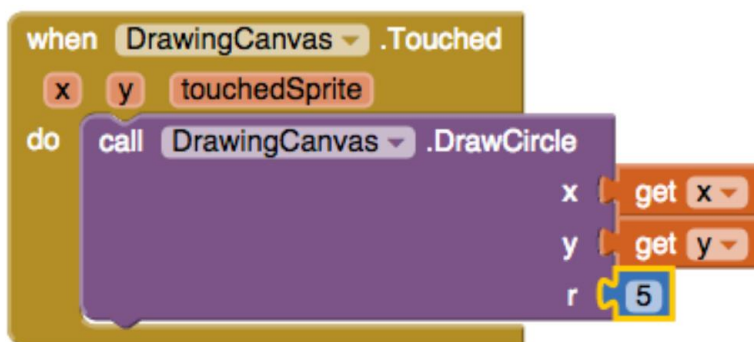 when DrawingCanvas .Touched
x y touchedSprite
do call DrawingCanvas .DrawCircle
x get x
y get y
r 5